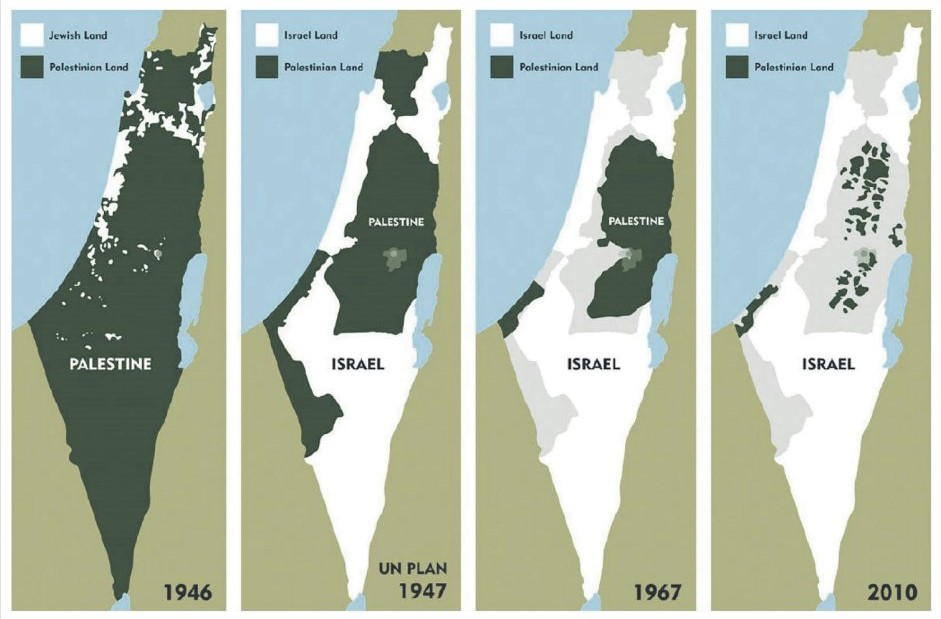 Jewish Land
Palestinian Land
PALESTINE
1946
Israel Land
Palestinian Land
PALESTINE
ISRAEL
UN PLAN
1947
Israel Land
Palestinian Land
PALESTINE
ISRAEL
1967
Israel Land
Palestinian Land
ISRAEL
2010